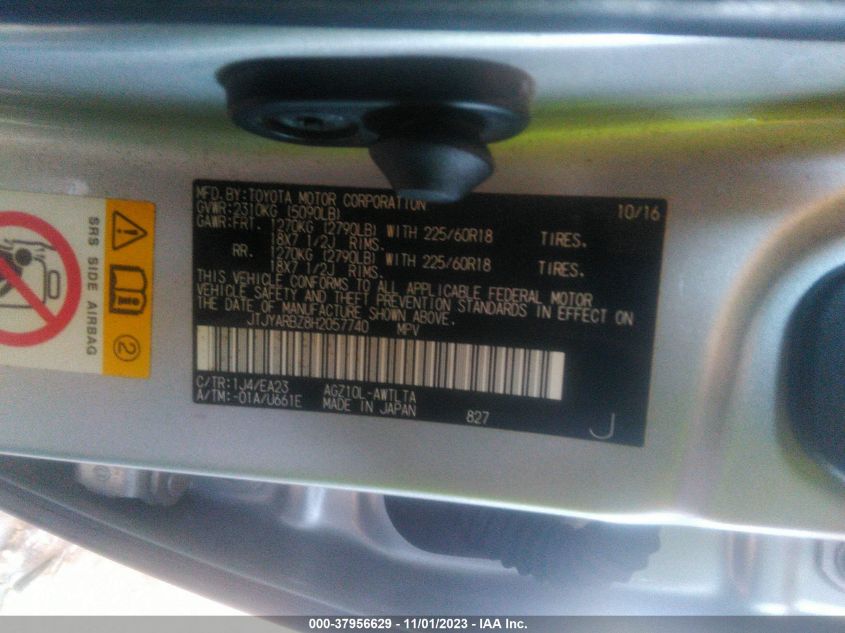 MFD.BY:TOYOTA MOTOR CORPORATION 10/16
GVWR:2310KG (5090LB)
GAWR:FRT. 1270KG (2790LB) WITH 225/60R18 TIRES.
18X7 1/2J RIMS.
RR. 1270KG (2790LB) WITH 225/60R18 TIRES.
18X7 1/2J RIMS.
THIS VEHICLE CONFORMS TO ALL APPLICABLE FEDERAL MOTOR
VEHICLE SAFETY AND THEFT PREVENTION STANDARDS IN EFFECT ON
THE DATE OF MANUFACTURE SHOWN ABOVE.
JTJYARBZ8H2057740 MPV
C/TR:1J4/EA23 AGZ10L-AWTLTA
A/TM:-01A/U661E MADE IN JAPAN 827
J
SRS SIDE AIRBAG
2
000-37956629 - 11/01/2023 - IAA Inc.